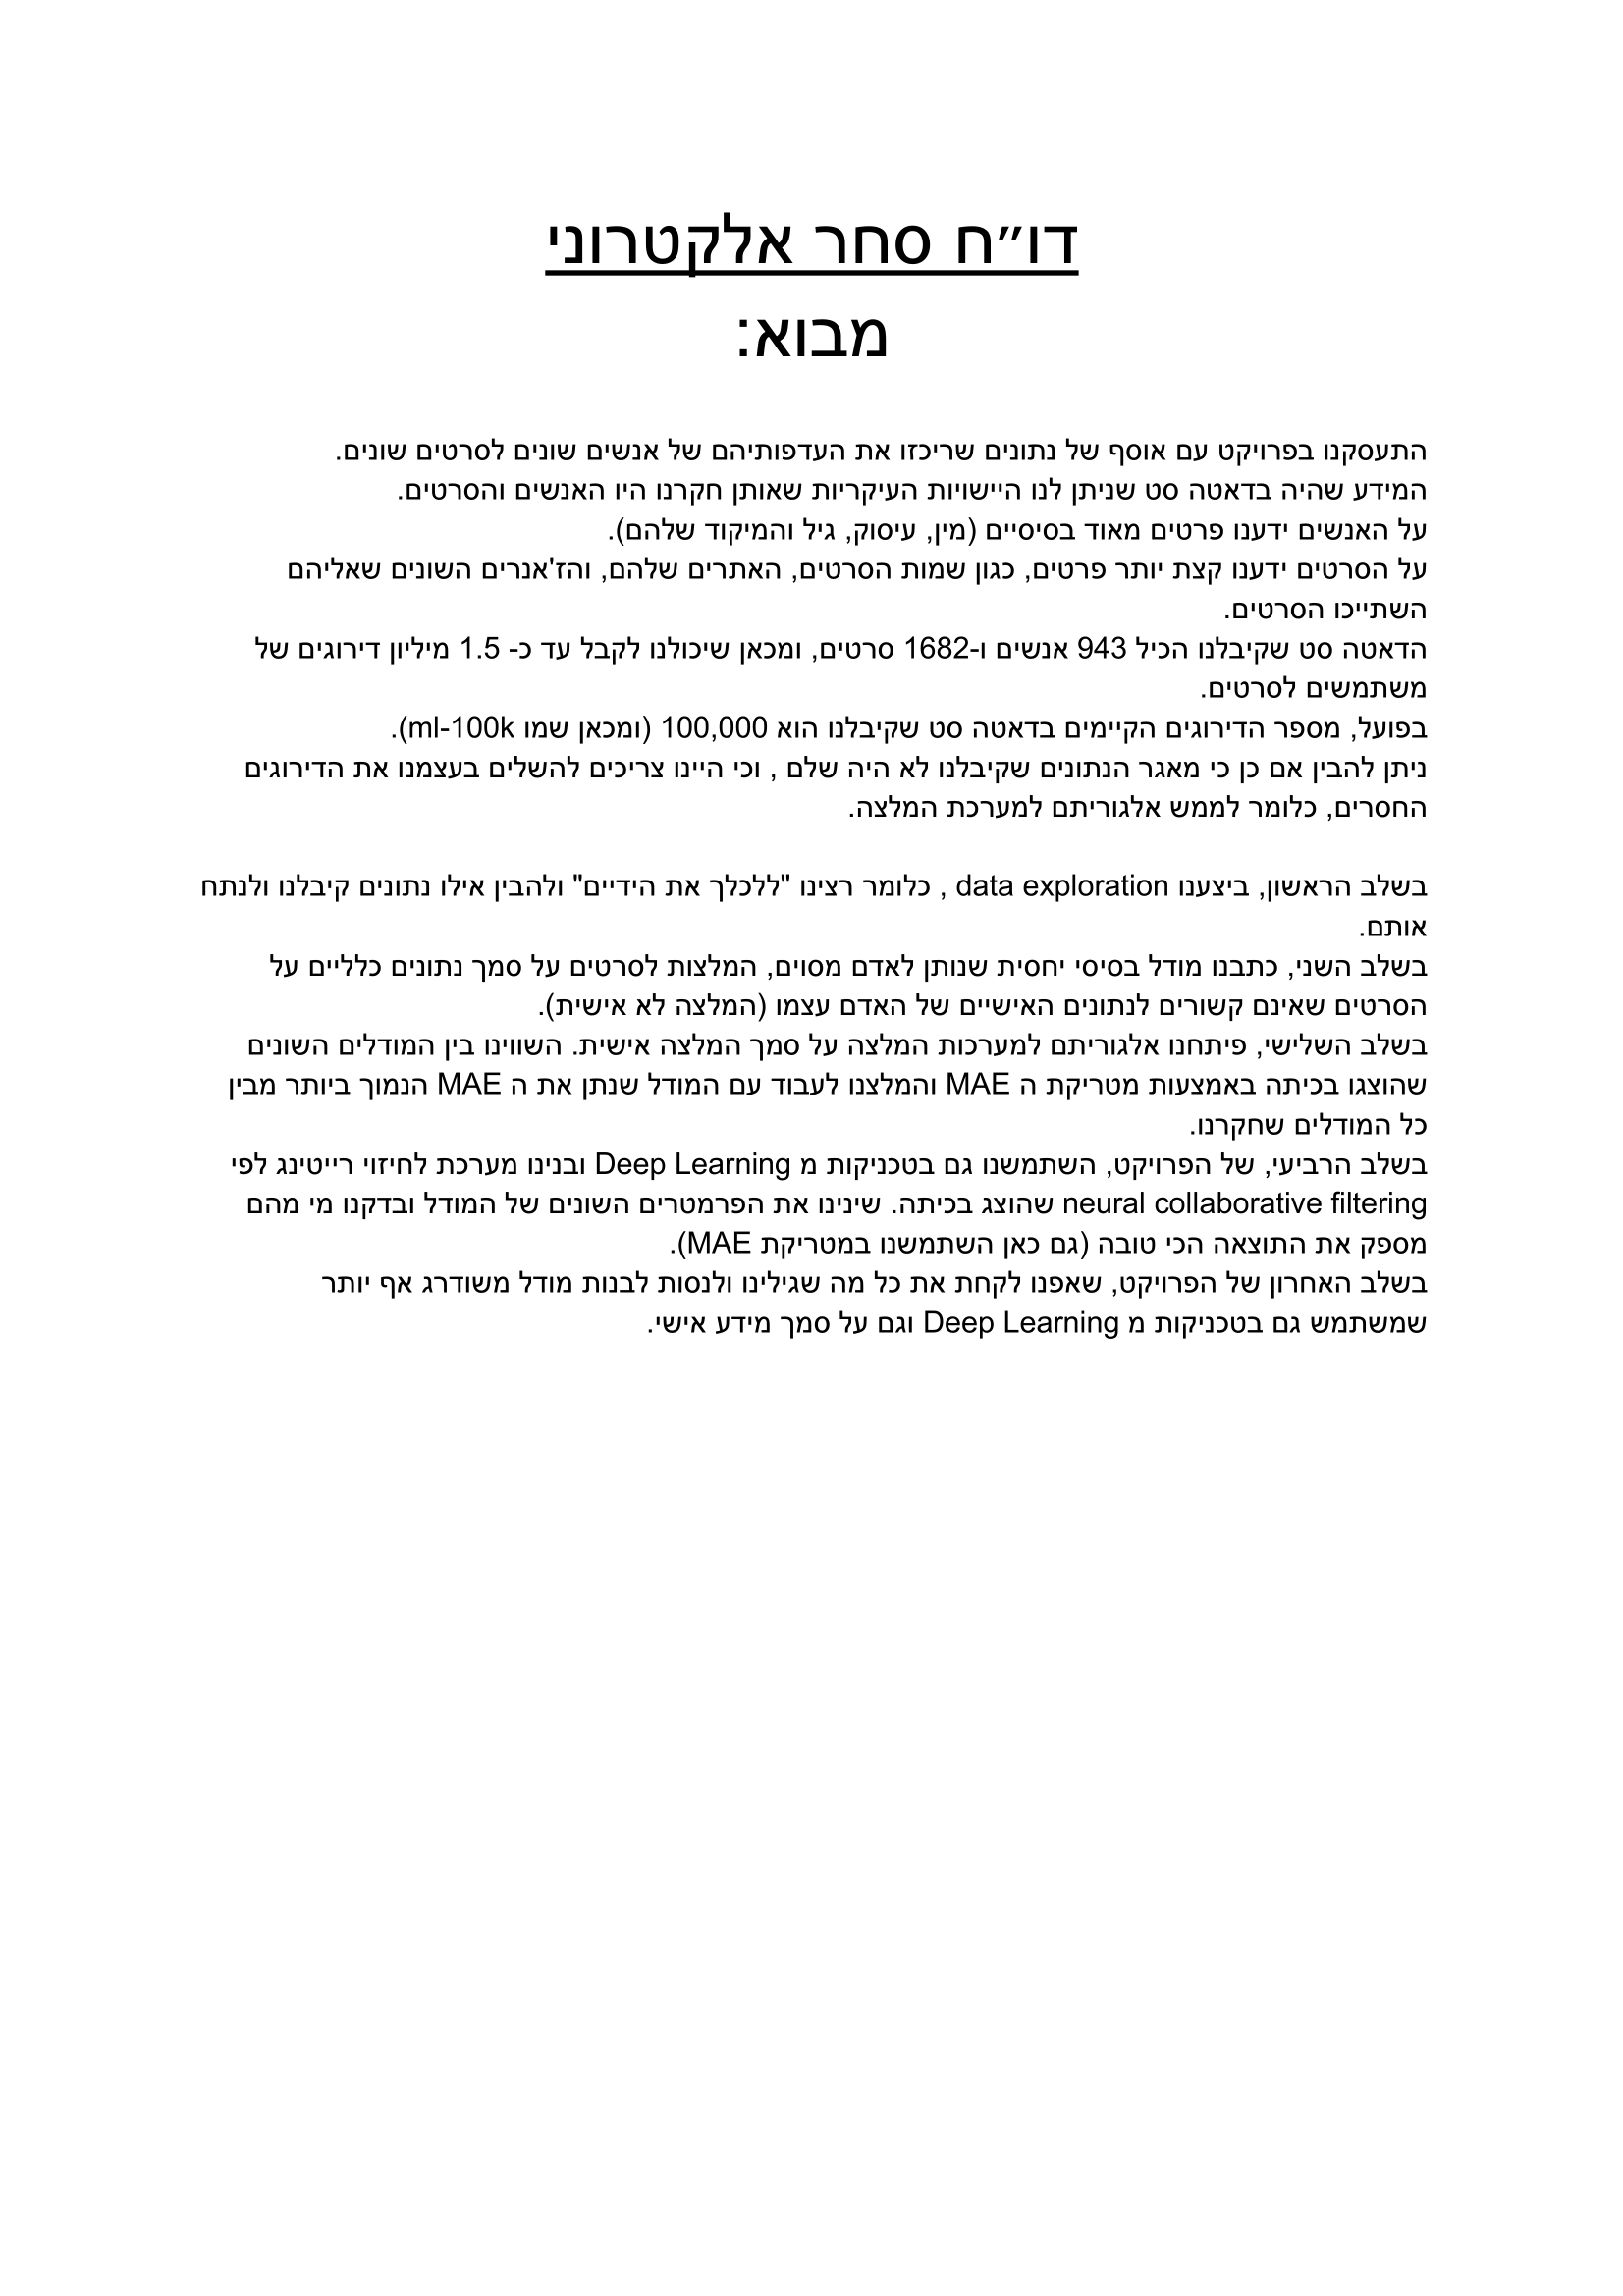 דו״ח סחר אלקטרוני
מבוא:
התעסקנו בפרויקט עם אוסף של נתונים שריכזו את העדפותיהם של אנשים שונים לסרטים שונים.
המידע שהיה בדאטה סט שניתן לנו היישויות העיקריות שאותן חקרנו היו האנשים והסרטים.
על האנשים ידענו פרטים מאוד בסיסיים (מין, עיסוק, גיל והמיקוד שלהם).
על הסרטים ידענו קצת יותר פרטים, כגון שמות הסרטים, האתרים שלהם, והז'אנרים השונים שאליהם
השתייכו הסרטים.
הדאטה סט שקיבלנו הכיל 943 אנשים ו-1682 סרטים, ומכאן שיכולנו לקבל עד כ- 1.5 מיליון דירוגים של
משתמשים לסרטים.
בפועל, מספר הדירוגים הקיימים בדאטה סט שקיבלנו הוא 100,000 (ומכאן שמו ml-100k).
ניתן להבין אם כן כי מאגר הנתונים שקיבלנו לא היה שלם , וכי היינו צריכים להשלים בעצמנו את הדירוגים
החסרים, כלומר לממש אלגוריתם למערכת המלצה.
בשלב הראשון, ביצענו data exploration , כלומר רצינו "ללכלך את הידיים" ולהבין אילו נתונים קיבלנו ולנתח
אותם.
בשלב השני, כתבנו מודל בסיסי יחסית שנותן לאדם מסוים, המלצות לסרטים על סמך נתונים כלליים על
הסרטים שאינם קשורים לנתונים האישיים של האדם עצמו (המלצה לא אישית).
בשלב השלישי, פיתחנו אלגוריתם למערכות המלצה על סמך המלצה אישית. השווינו בין המודלים השונים
שהוצגו בכיתה באמצעות מטריקת ה MAE והמלצנו לעבוד עם המודל שנתן את ה MAE הנמוך ביותר מבין
כל המודלים שחקרנו.
בשלב הרביעי, של הפרויקט, השתמשנו גם בטכניקות מ Deep Learning ובנינו מערכת לחיזוי רייטינג לפי
neural collaborative filtering שהוצג בכיתה. שינינו את הפרמטרים השונים של המודל ובדקנו מי מהם
מספק את התוצאה הכי טובה (גם כאן השתמשנו במטריקת MAE).
בשלב האחרון של הפרויקט, שאפנו לקחת את כל מה שגילינו ולנסות לבנות מודל משודרג אף יותר
שמשתמש גם בטכניקות מ Deep Learning וגם על סמך מידע אישי.